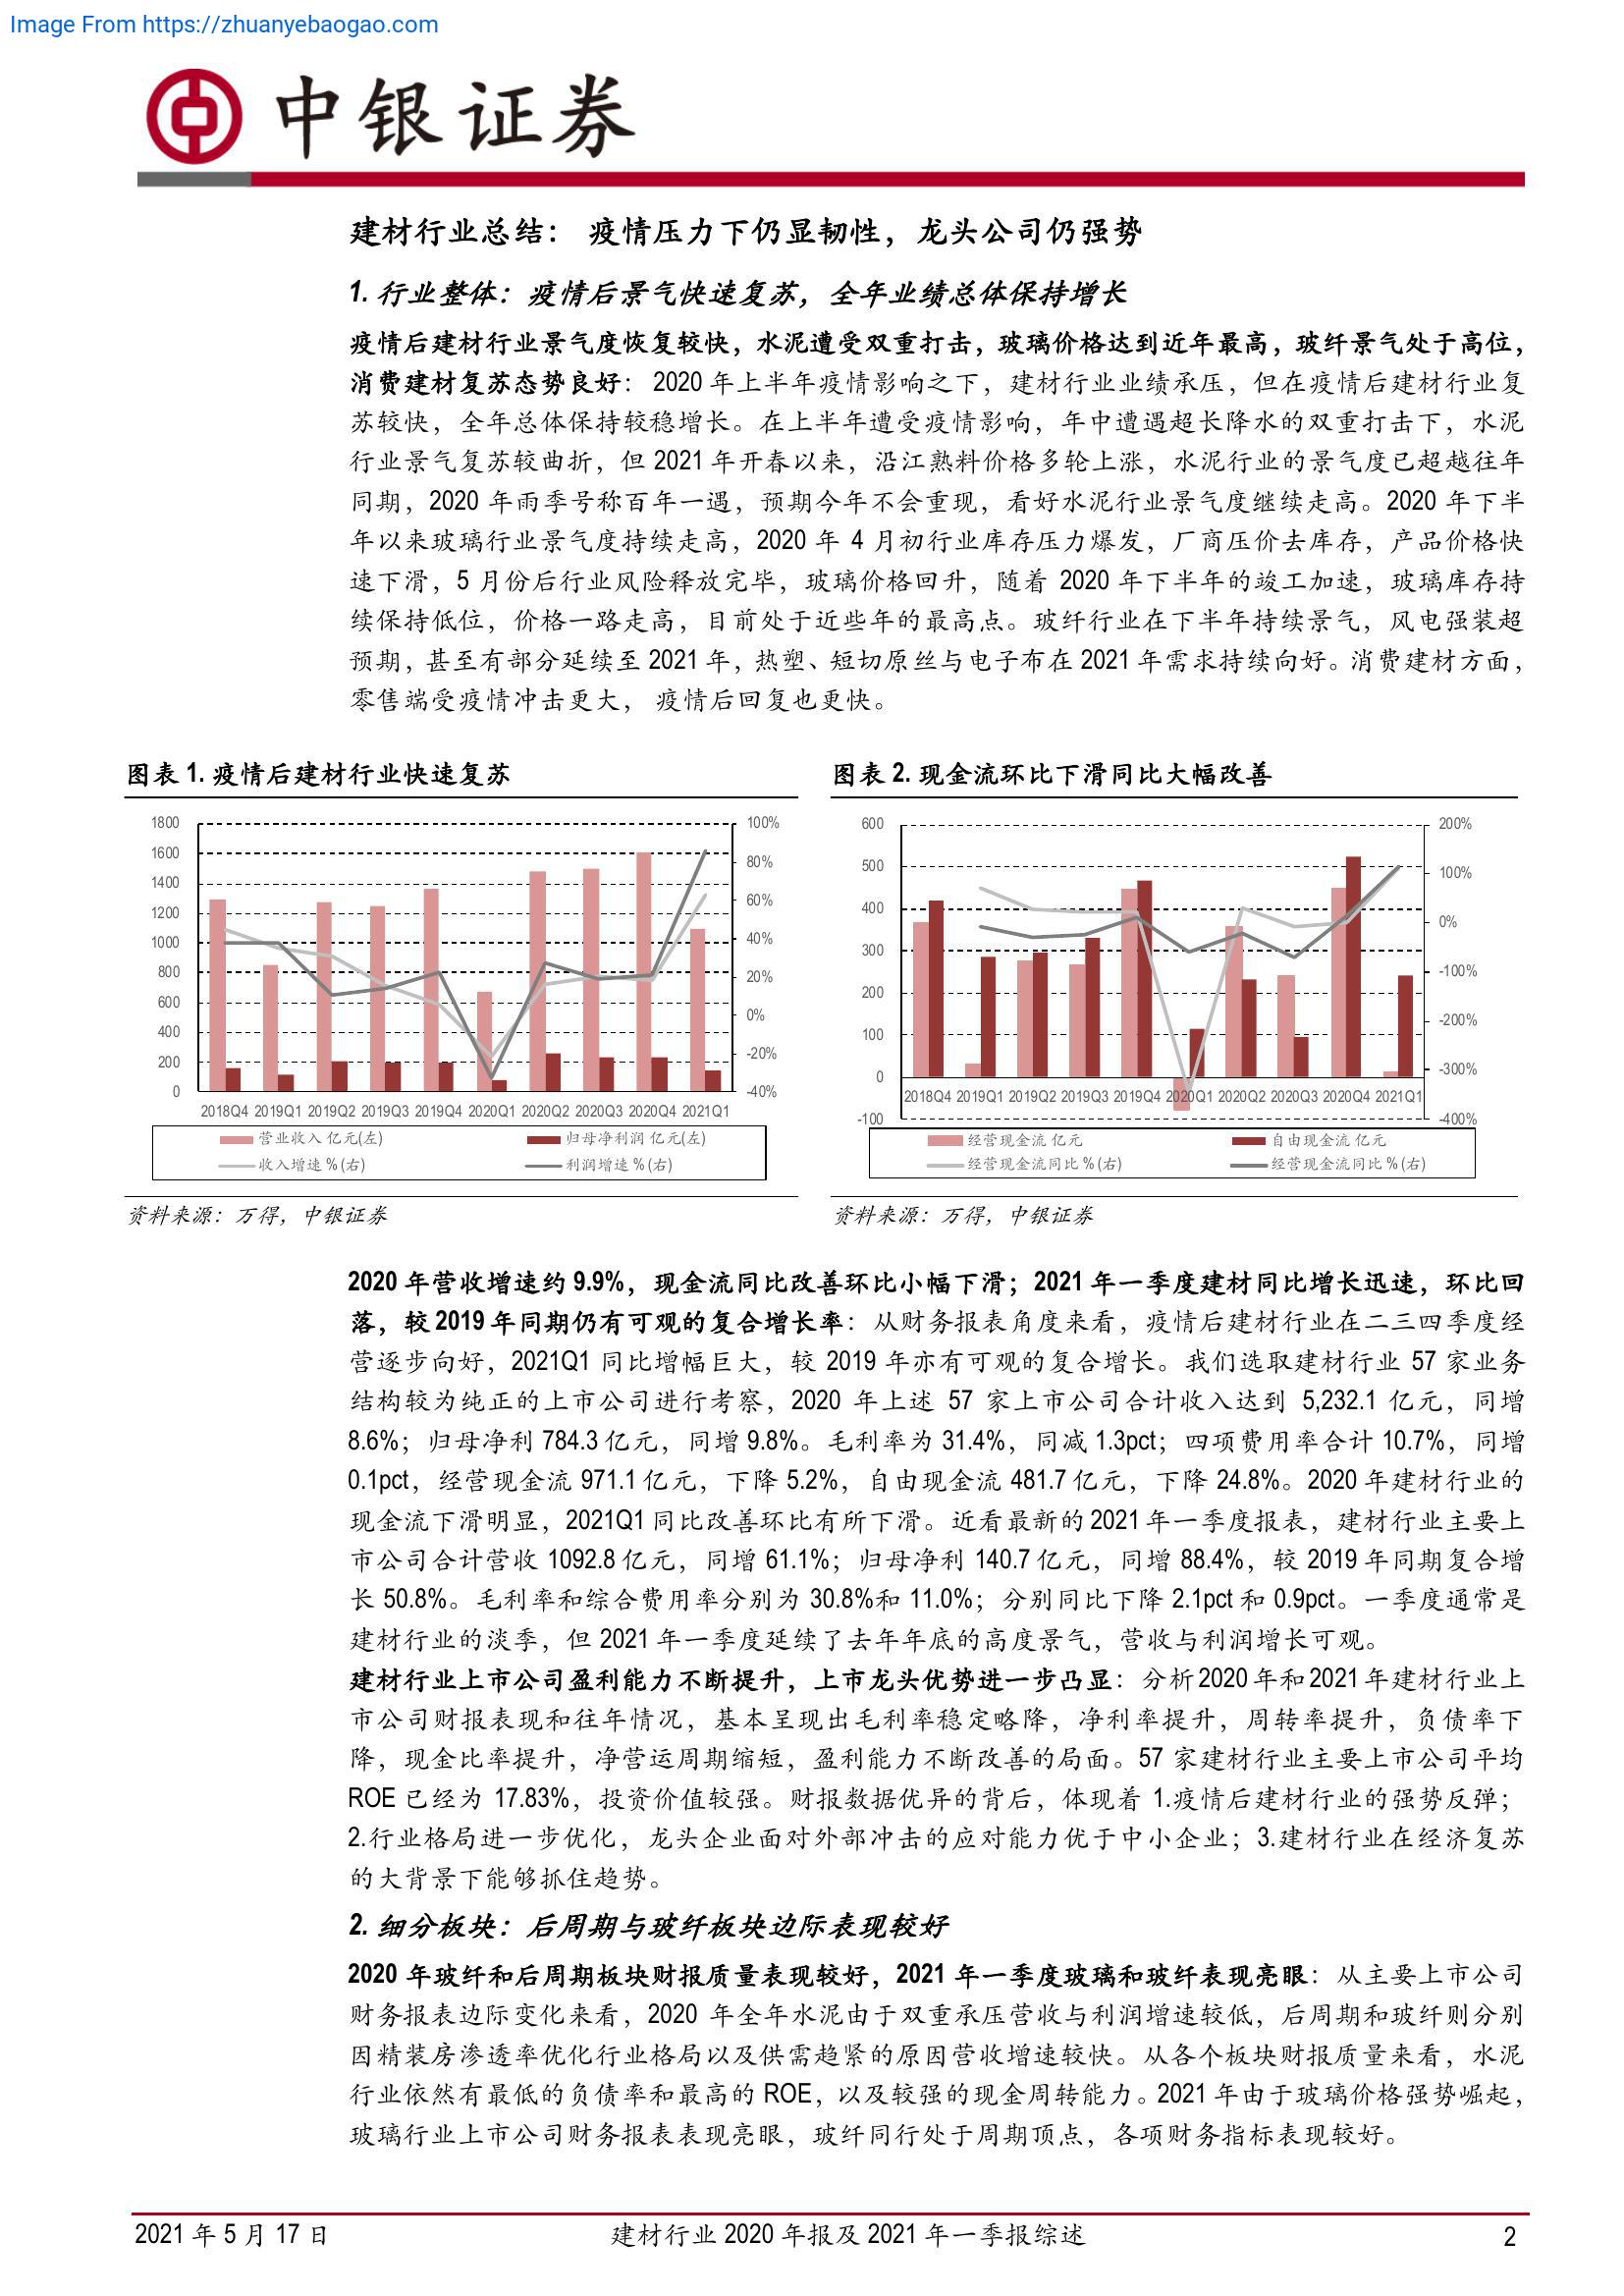 Image From https://zhuanyebaogao.com
中银证券
建材行业总结： 疫情压力下仍显韧性，龙头公司仍强势
1. 行业整体：疫情后景气快速复苏，全年业绩总体保持增长
疫情后建材行业景气度恢复较快，水泥遭受双重打击，玻璃价格达到近年最高，玻纤景气处于高位，
消费建材复苏态势良好：2020 年上半年疫情影响之下，建材行业业绩承压，但在疫情后建材行业复
苏较快，全年总体保持较稳增长。在上半年遭受疫情影响，年中遭遇超长降水的双重打击下，水泥
行业景气复苏较曲折，但 2021 年开春以来，沿江熟料价格多轮上涨，水泥行业的景气度已超越往年
同期，2020 年雨季号称百年一遇，预期今年不会重现，看好水泥行业景气度继续走高。2020 年下半
年以来玻璃行业景气度持续走高，2020 年 4 月初行业库存压力爆发，厂商压价去库存，产品价格快
速下滑，5 月份后行业风险释放完毕，玻璃价格回升，随着 2020 年下半年的竣工加速，玻璃库存持
续保持低位，价格一路走高，目前处于近些年的最高点。玻纤行业在下半年持续景气，风电强装超
预期，甚至有部分延续至 2021 年，热塑、短切原丝与电子布在 2021 年需求持续向好。消费建材方面，
零售端受疫情冲击更大， 疫情后回复也更快。
图表 1. 疫情后建材行业快速复苏
1800
1600
1400
1200
1000
800
600
400
200
0
100%
80%
60%
40%
20%
0%
-20%
-40%
2018Q4 2019Q1 2019Q2 2019Q3 2019Q4 2020Q1 2020Q2 2020Q3 2020Q4 2021Q1
营业收入 亿元(左) 归母净利润 亿元(左)
收入增速 % (右) 利润增速 % (右)
资料来源：万得，中银证券
图表 2. 现金流环比下滑同比大幅改善
600
500
400
300
200
100
0
-100
200%
100%
0%
-100%
-200%
-300%
-400%
2018Q4 2019Q1 2019Q2 2019Q3 2019Q4 2020Q1 2020Q2 2020Q3 2020Q4 2021Q1
经营现金流 亿元 自由现金流 亿元
经营现金流同比 % (右) 经营现金流同比 % (右)
资料来源：万得，中银证券
2020 年营收增速约 9.9%，现金流同比改善环比小幅下滑；2021 年一季度建材同比增长迅速，环比回
落，较 2019 年同期仍有可观的复合增长率：从财务报表角度来看，疫情后建材行业在二三四季度经
营逐步向好，2021Q1 同比增幅巨大，较 2019 年亦有可观的复合增长。我们选取建材行业 57 家业务
结构较为纯正的上市公司进行考察，2020 年上述 57 家上市公司合计收入达到 5,232.1 亿元，同增
8.6%；归母净利 784.3 亿元，同增 9.8%。毛利率为 31.4%，同减 1.3pct；四项费用率合计 10.7%，同增
0.1pct，经营现金流 971.1 亿元，下降 5.2%，自由现金流 481.7 亿元，下降 24.8%。2020 年建材行业的
现金流下滑明显，2021Q1 同比改善环比有所下滑。近看最新的 2021 年一季度报表，建材行业主要上
市公司合计营收 1092.8 亿元，同增 61.1%；归母净利 140.7 亿元，同增 88.4%，较 2019 年同期复合增
长 50.8%。毛利率和综合费用率分别为 30.8%和 11.0%；分别同比下降 2.1pct 和 0.9pct。一季度通常是
建材行业的淡季，但 2021 年一季度延续了去年年底的高度景气，营收与利润增长可观。
建材行业上市公司盈利能力不断提升，上市龙头优势进一步凸显：分析 2020 年和 2021 年建材行业上
市公司财报表现和往年情况，基本呈现出毛利率稳定略降，净利率提升，周转率提升，负债率下
降，现金比率提升，净营运周期缩短，盈利能力不断改善的局面。57 家建材行业主要上市公司平均
ROE 已经为 17.83%，投资价值较强。财报数据优异的背后，体现着 1.疫情后建材行业的强势反弹；
2.行业格局进一步优化，龙头企业面对外部冲击的应对能力优于中小企业；3.建材行业在经济复苏
的大背景下能够抓住趋势。
2. 细分板块：后周期与玻纤板块边际表现较好
2020 年玻纤和后周期板块财报质量表现较好，2021 年一季度玻璃和玻纤表现亮眼：从主要上市公司
财务报表边际变化来看，2020 年全年水泥由于双重承压营收与利润增速较低，后周期和玻纤则分别
因精装房渗透率优化行业格局以及供需趋紧的原因营收增速较快。从各个板块财报质量来看，水泥
行业依然有最低的负债率和最高的 ROE，以及较强的现金周转能力。2021 年由于玻璃价格强势崛起，
玻璃行业上市公司财务报表表现亮眼，玻纤同行处于周期顶点，各项财务指标表现较好。
2021 年 5 月 17 日 建材行业 2020 年报及 2021 年一季报综述 2